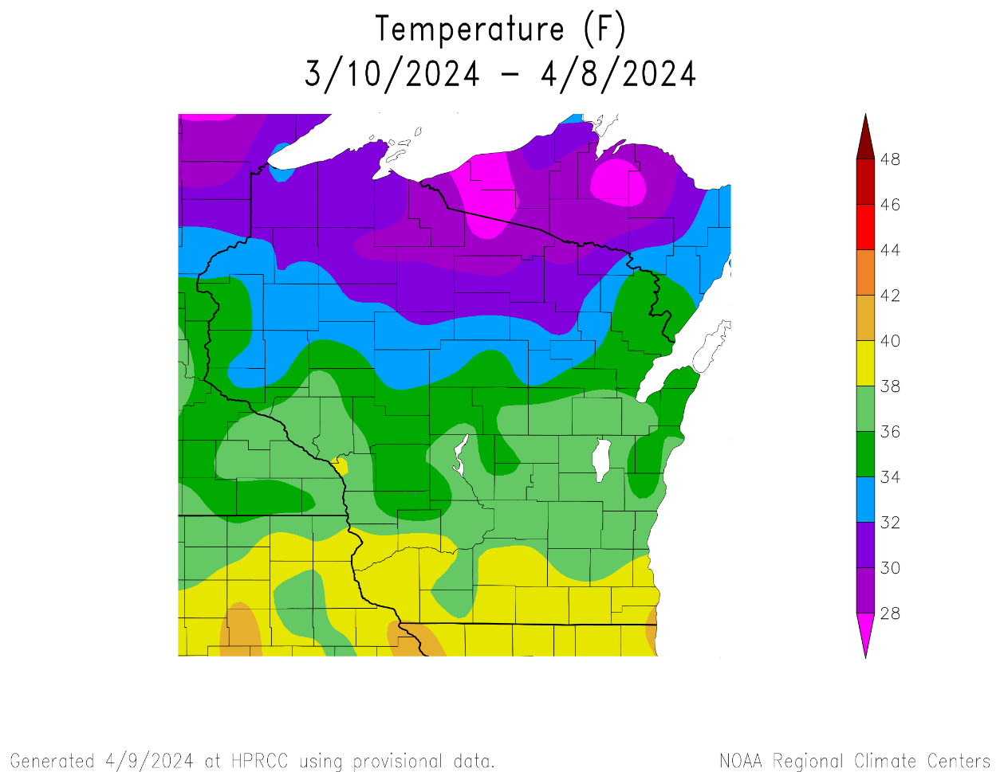 Temperature (F)
3/10/2024 - 4/8/2024
48
46
44
42
40
38
36
34
32
30
28
Generated 4/9/2024 at HPRCC using provisional data.
NOAA Regional Climate Centers